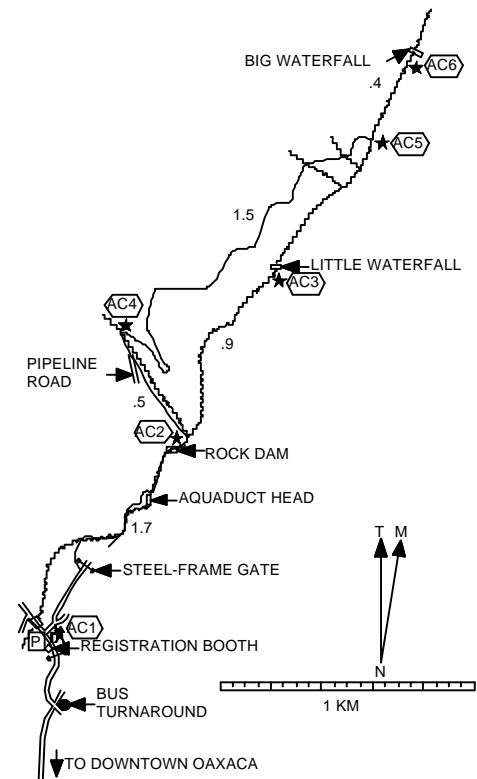 BIG WATERFALL
AC6
.4
AC5
1.5
LITTLE WATERFALL
AC3
AC4
.9
PIPELINE
ROAD
.5
AC2
ROCK DAM
AQUADUCT HEAD
1.7
T M
STEEL-FRAME GATE
AC1
P
REGISTRATION BOOTH
N
BUS
TURNAROUND
1 KM
TO DOWNTOWN OAXACA